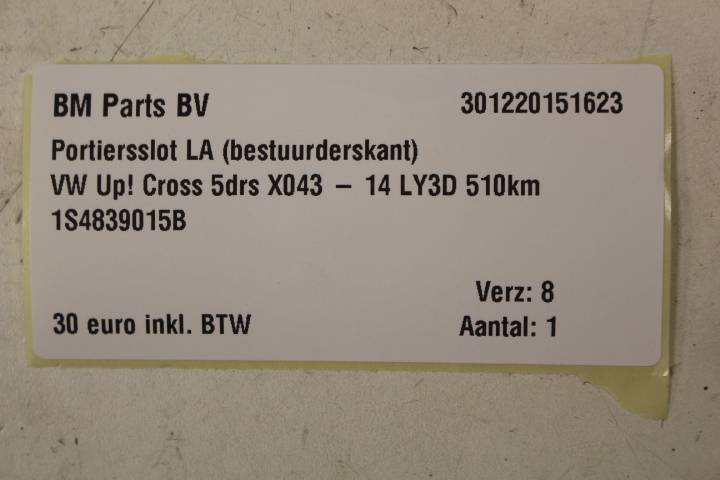 BM Parts BV 301220151623
Portiersslot LA (bestuurderskant)
VW Up! Cross 5drs X043 – 14 LY3D 510km
1S4839015B
Verz: 8
30 euro inkl. BTW Aantal: 1